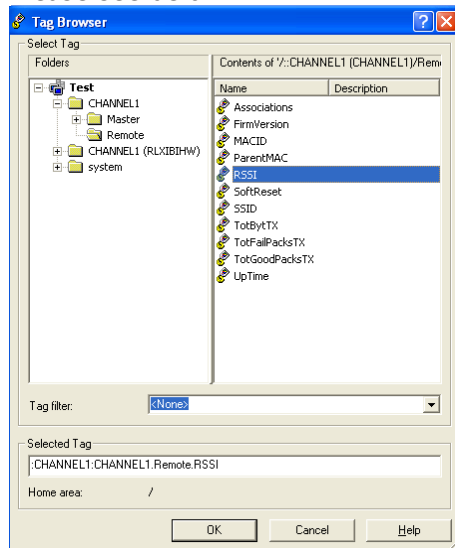 Tag Browser
Select Tag
Folders
Contents of '/::CHANNEL1 (CHANNEL1)/Rem
Test
CHANNEL1
Master
Remote
CHANNEL1 (RLXIBIHW)
system
Name Description
Associations
FirmVersion
MACID
ParentMAC
RSSI
SoftReset
SSID
TotBytTX
TotFailPacksTX
TotGoodPacksTX
UpTime
Tag filter: <None>
Selected Tag
:CHANNEL1:CHANNEL1.Remote.RSSI
Home area: /
OK Cancel Help